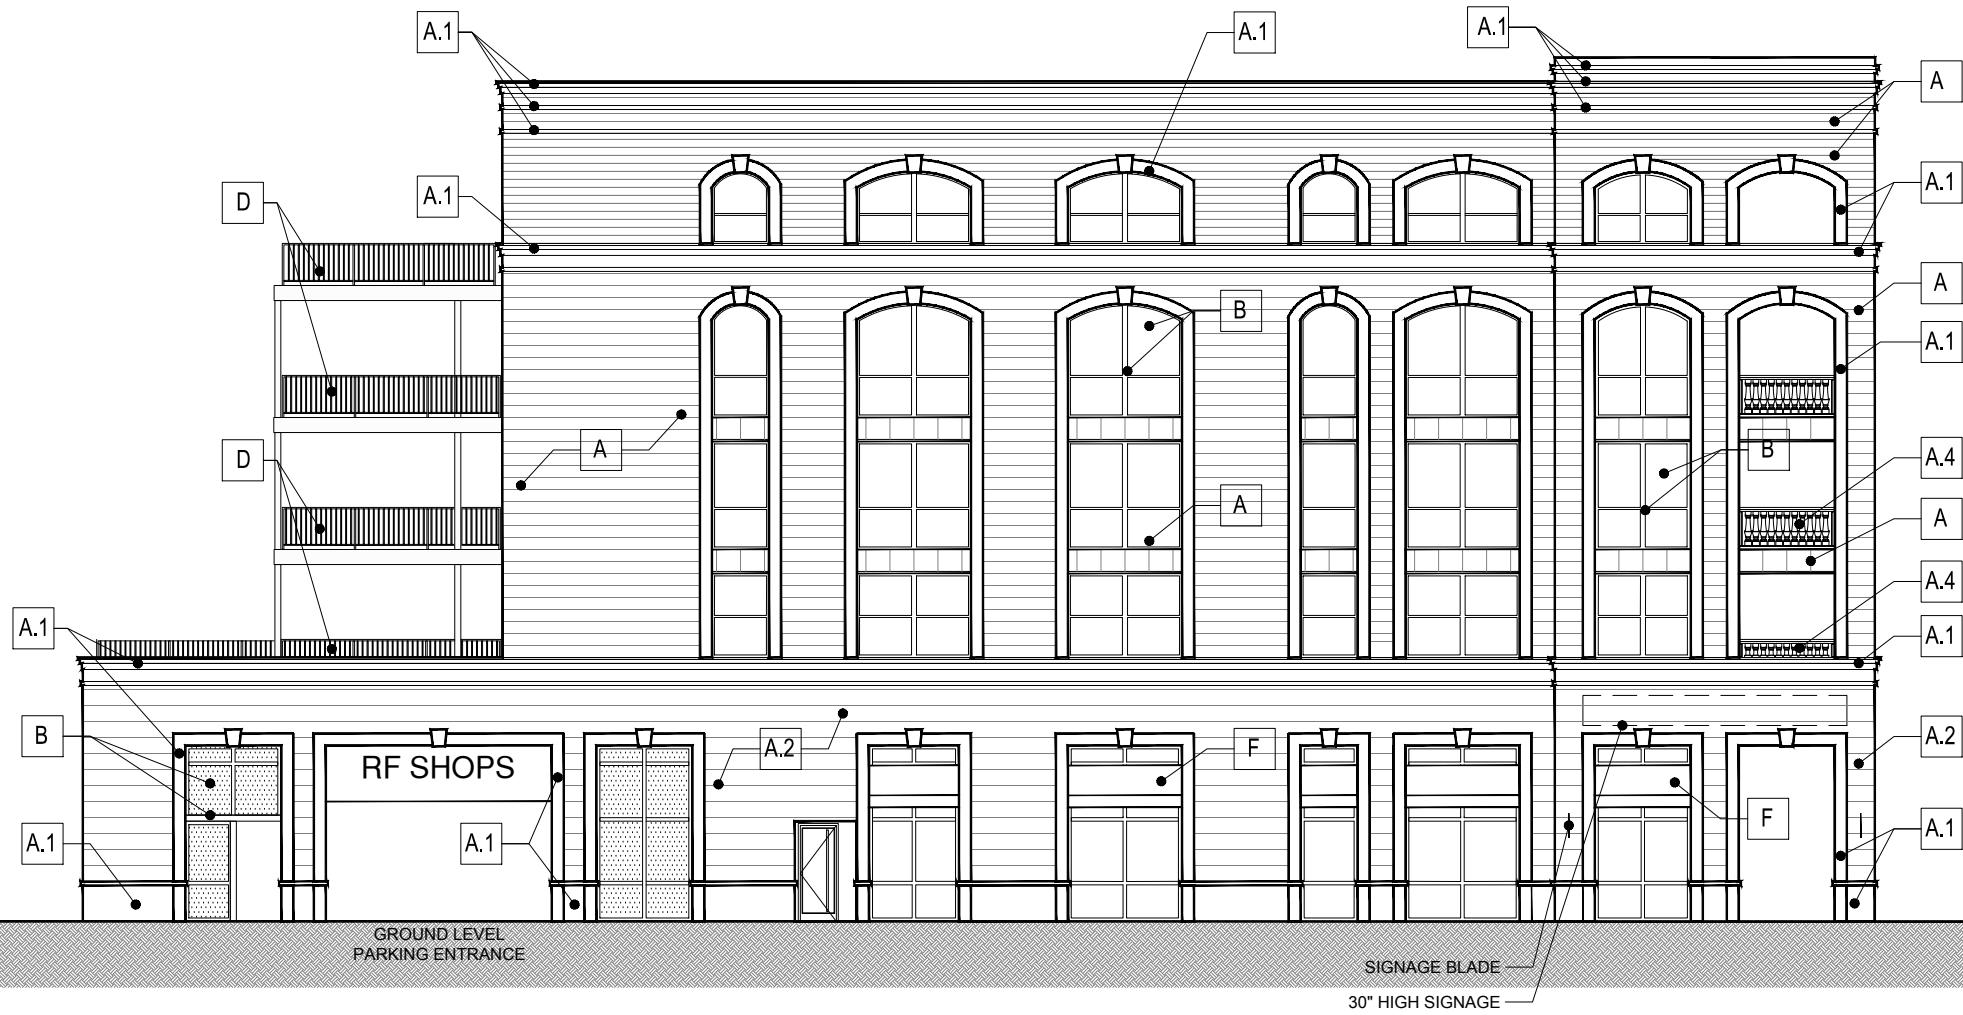 A.1
A.1
A.1
A
D
A.1
A.1
A
B
A.1
A
B
D
A.4
A
A
A.4
A.1
A.1
B
A.2
F
A.2
RF SHOPS
F
A.1
A.1
A.1
GROUND LEVEL
PARKING ENTRANCE
SIGNAGE BLADE
30" HIGH SIGNAGE